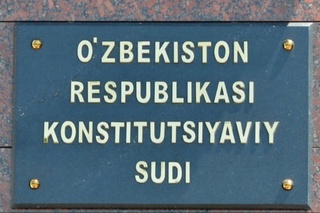 O'ZBEKISTON
RESPUBLIKASI
KONSTITUTSIYAVIY
SUDI